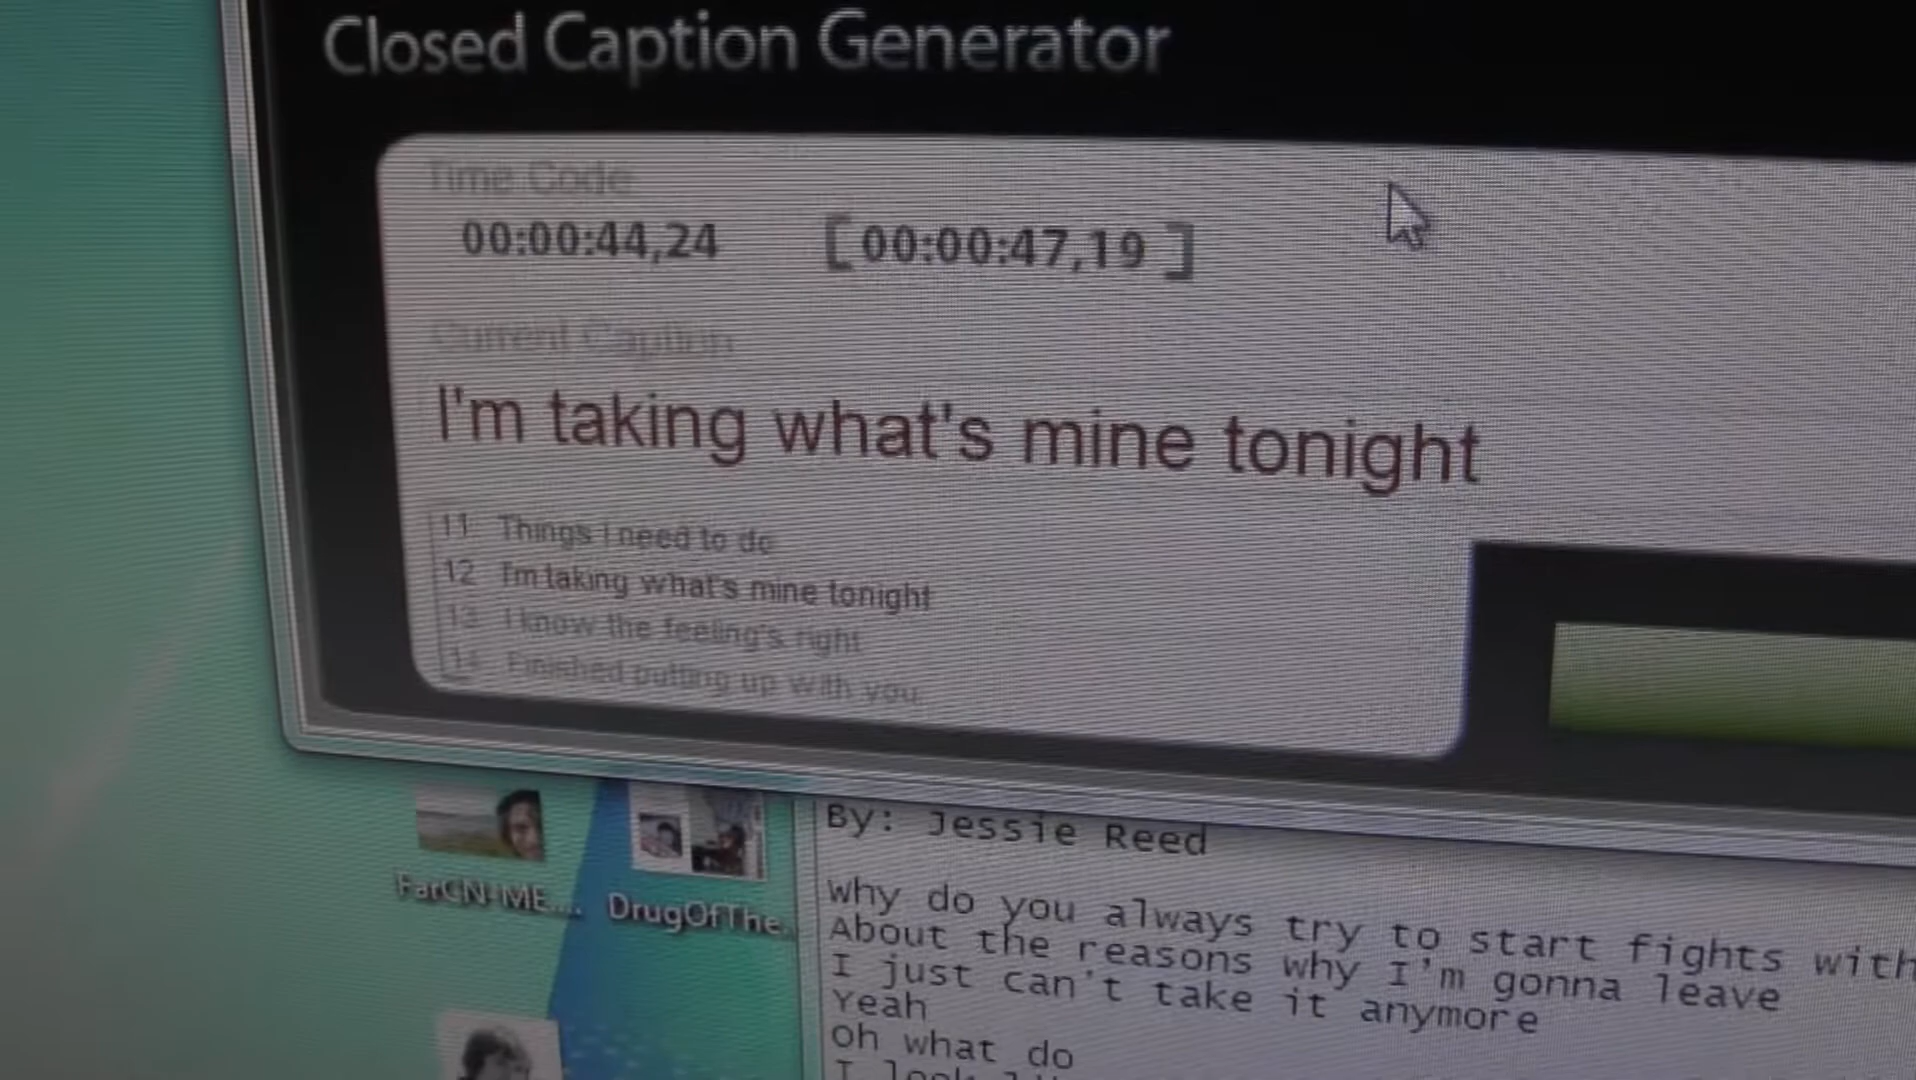 Closed Caption Generator
Time Code
00:00:44,24 [00:00:47,19 ]
Current Caption
I'm taking what's mine tonight
11 Things I need to do
12 I'm taking what's mine tonight
13 I know the feeling's right
14 Finished putting up with you
FarCN-ME....
DrugOfThe...
By: Jessie Reed
why do you always try to start fights with
About the reasons why I'm gonna leave
I just can't take it anymore
Yeah
oh what do
I